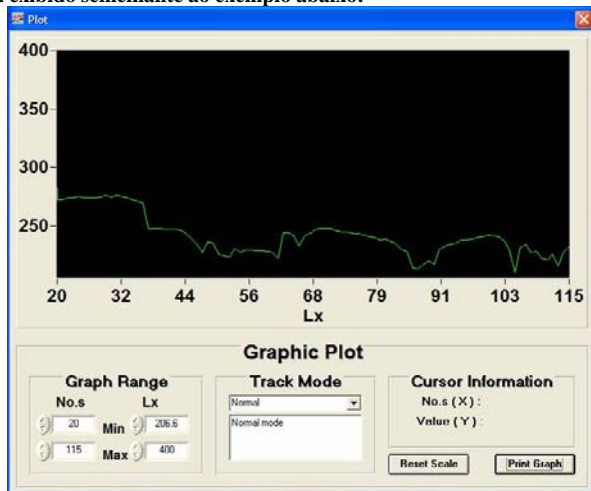 exibido semelhante ao exemplo abaixo:
Plot
400
350
300
250
20 32 44 56 68 79 91 103 115
Lx
Graphic Plot
Graph Range
No.s Lx
20 Min 206.6
115 Max 400
Track Mode
Normal
Normal mode
Cursor Information
No.s ( X ) :
Value ( Y ) :
Reset Scale Print Graph